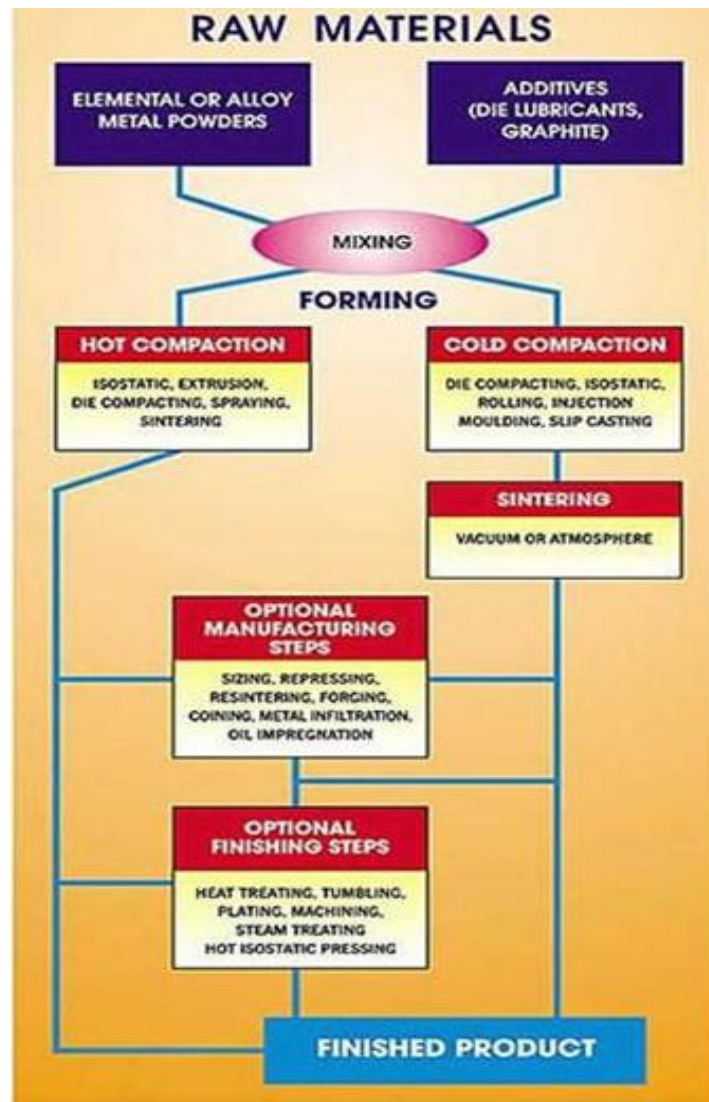 RAW MATERIALS
ELEMENTAL OR ALLOY
METAL POWDERS
ADDITIVES
(DIE LUBRICANTS,
GRAPHITE)
MIXING
FORMING
HOT COMPACTION
ISOSTATIC, EXTRUSION,
DIE COMPACTING, SPRAYING,
SINTERING
COLD COMPACTION
DIE COMPACTING, ISOSTATIC,
ROLLING, INJECTION
MOULDING, SLIP CASTING
SINTERING
VACUUM OR ATMOSPHERE
OPTIONAL
MANUFACTURING
STEPS
SIZING, REPRESSING,
RESINTERING, FORGING,
COINING, METAL INFILTRATION,
OIL IMPREGNATION
OPTIONAL
FINISHING STEPS
HEAT TREATING, TUMBLING,
PLATING, MACHINING,
STEAM TREATING
HOT ISOSTATIC PRESSING
FINISHED PRODUCT